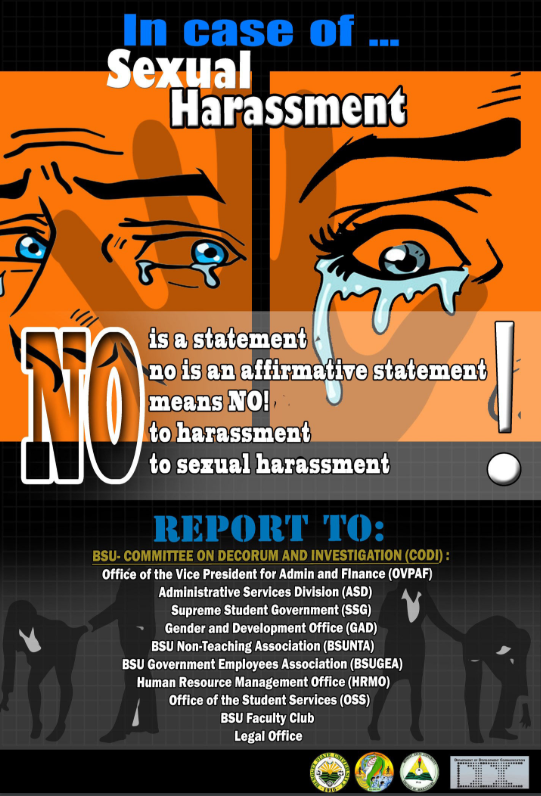 In case of ...
Sexual
Harassment
NO
is a statement
no is an affirmative statement
means NO!
to harassment
to sexual harassment
!
REPORT TO:
BSU- COMMITTEE ON DECORUM AND INVESTIGATION (CODI) :
Office of the Vice President for Admin and Finance (OVPAF)
Administrative Services Division (ASD)
Supreme Student Government (SSG)
Gender and Development Office (GAD)
BSU Non-Teaching Association (BSUNTA)
BSU Government Employees Association (BSUGEA)
Human Resource Management Office (HRMO)
Office of the Student Services (OSS)
BSU Faculty Club
Legal Office
Department of Development Communication